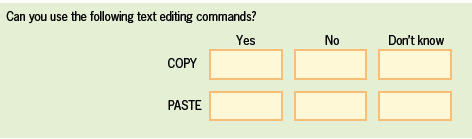 Can you use the following text editing commands?
Yes No Don't know
COPY
PASTE